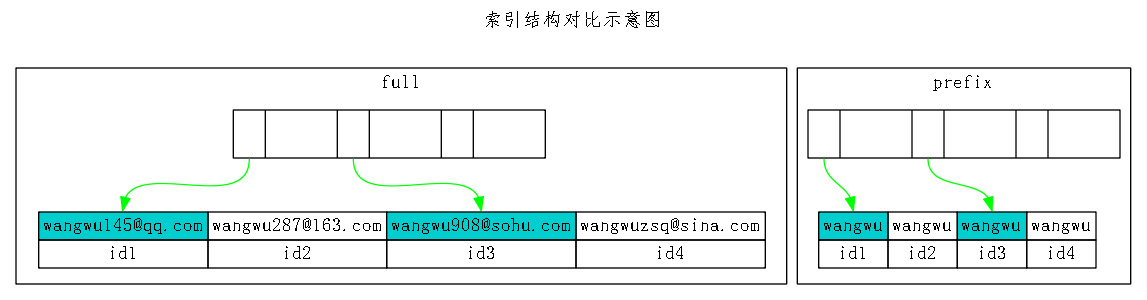 索引结构对比示意图
full
wangwu145@qq.com wangwu287@163.com wangwu908@sohu.com wangwuzsq@sina.com
id1 id2 id3 id4
prefix
wangwu wangwu wangwu wangwu
id1 id2 id3 id4